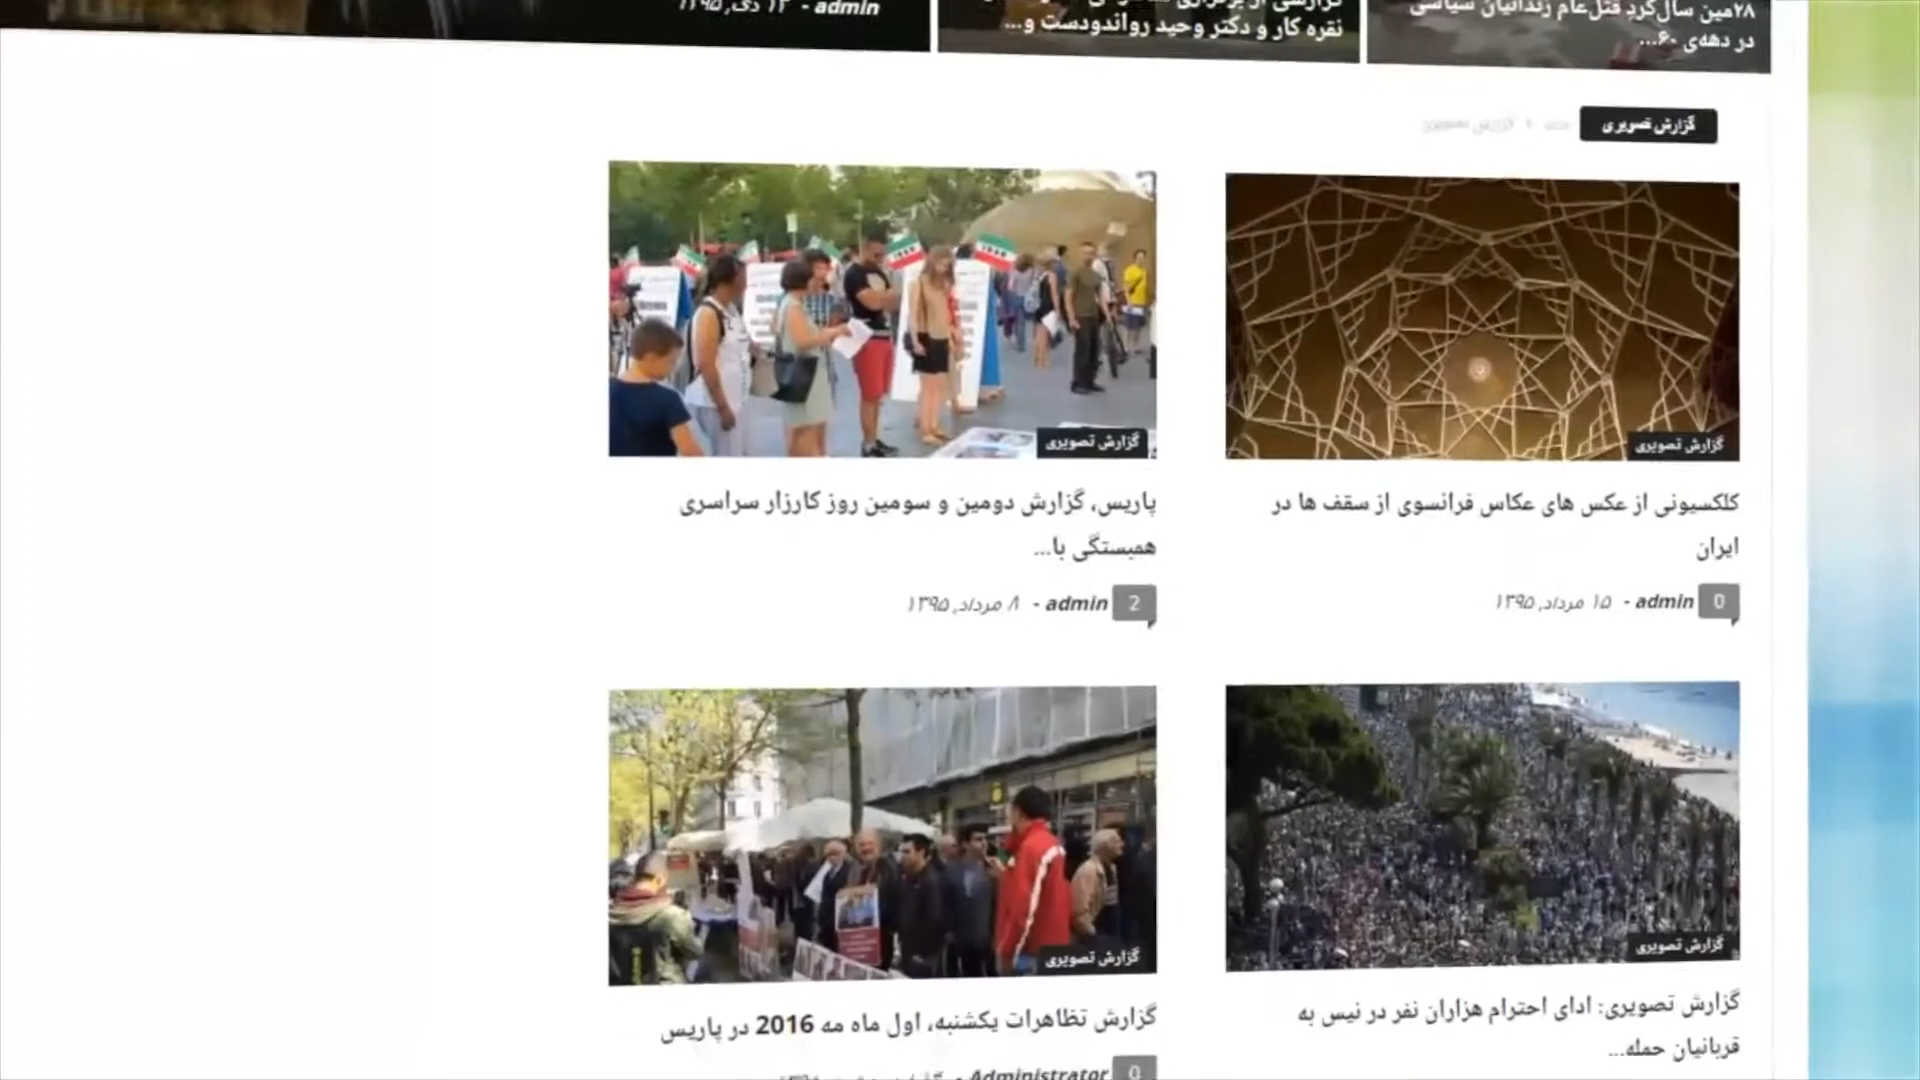 ۲۸مین سال‌گردِ قتل‌عام زندانیان سیاسی
در دهه‌ی ۶۰...
نقره کار و دکتر وحید رواندودست و...
admin - ۱۳ دی, ۱۳۹۵
گزارش تصویری
گزارش تصویری
کلکسیونی از عکس های عکاس فرانسوی از سقف ها در
ایران
0 admin - ۱۵ مرداد, ۱۳۹۵
گزارش تصویری
پاریس، گزارش دومین و سومین روز کارزار سراسری
همبستگی با...
2 admin - ۸ مرداد, ۱۳۹۵
گزارش تصویری
گزارش تصویری: ادای احترام هزاران نفر در نیس به
قربانیان حمله...
گزارش تصویری
گزارش تظاهرات یکشنبه، اول ماه مه 2016 در پاریس
0 Administrator -